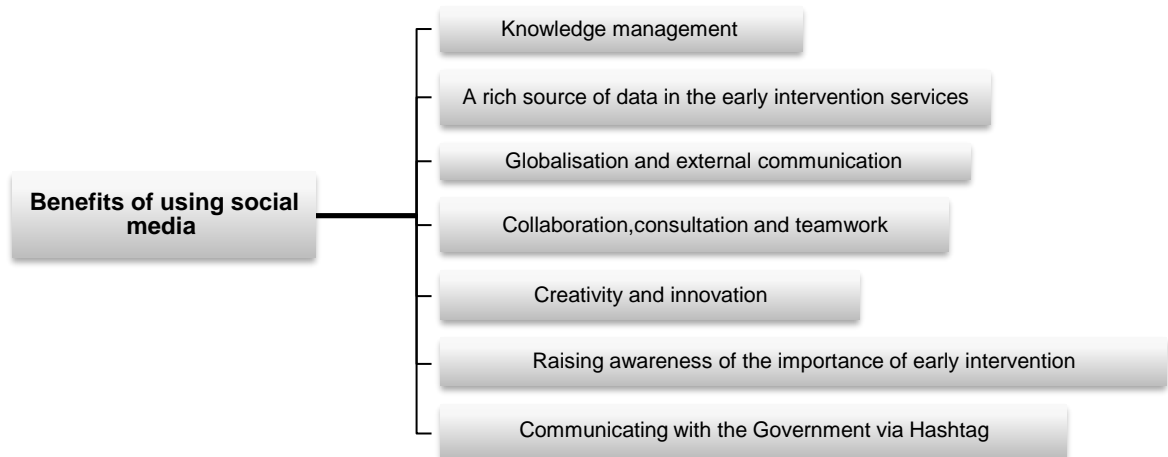 Knowledge management
A rich source of data in the early intervention services
Globalisation and external communication
Benefits of using social
media
Collaboration,consultation and teamwork
Creativity and innovation
Raising awareness of the importance of early intervention
Communicating with the Government via Hashtag